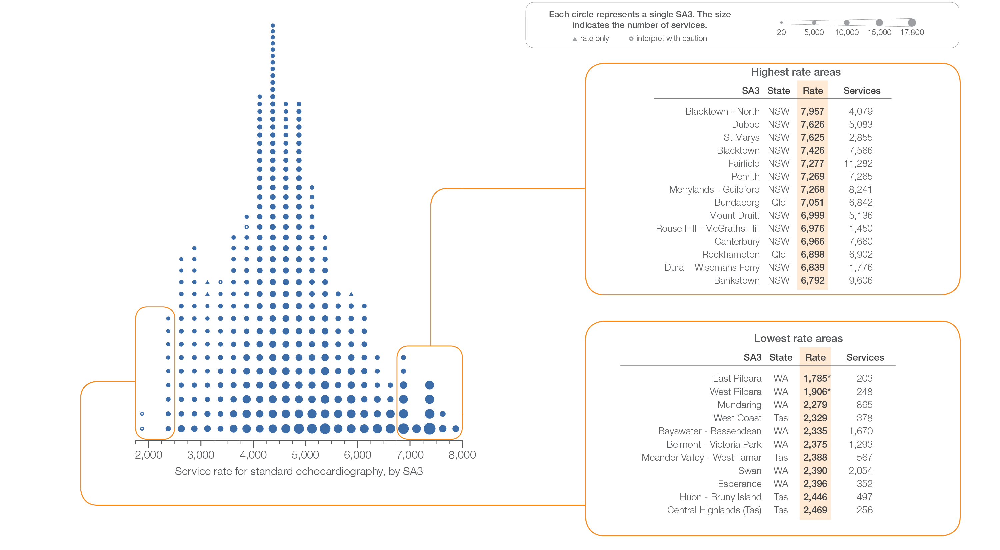 Each circle represents a single SA3. The size
indicates the number of services.
rate only interpret with caution
20 5,000 10,000 15,000 17,800
Highest rate areas
SA3 State Rate Services
Blacktown - North NSW 7,957 4,079
Dubbo NSW 7,626 5,083
St Marys NSW 7,625 2,855
Blacktown NSW 7,426 7,566
Fairfield NSW 7,277 11,282
Penrith NSW 7,269 7,265
Merrylands - Guildford NSW 7,268 8,241
Bundaberg Qld 7,051 6,842
Mount Druitt NSW 6,999 5,136
Rouse Hill - McGraths Hill NSW 6,976 1,450
Canterbury NSW 6,966 7,660
Rockhampton Qld 6,898 6,902
Dural - Wisemans Ferry NSW 6,839 1,776
Bankstown NSW 6,792 9,606
2,000 3,000 4,000 5,000 6,000 7,000 8,000
Service rate for standard echocardiography, by SA3
Lowest rate areas
SA3 State Rate Services
East Pilbara WA 1,785* 203
West Pilbara WA 1,906* 248
Mundaring WA 2,279 865
West Coast Tas 2,329 378
Bayswater - Bassendean WA 2,335 1,670
Belmont - Victoria Park WA 2,375 1,293
Meander Valley - West Tamar Tas 2,388 567
Swan WA 2,390 2,054
Esperance WA 2,396 352
Huon - Bruny Island Tas 2,446 497
Central Highlands (Tas) Tas 2,469 256